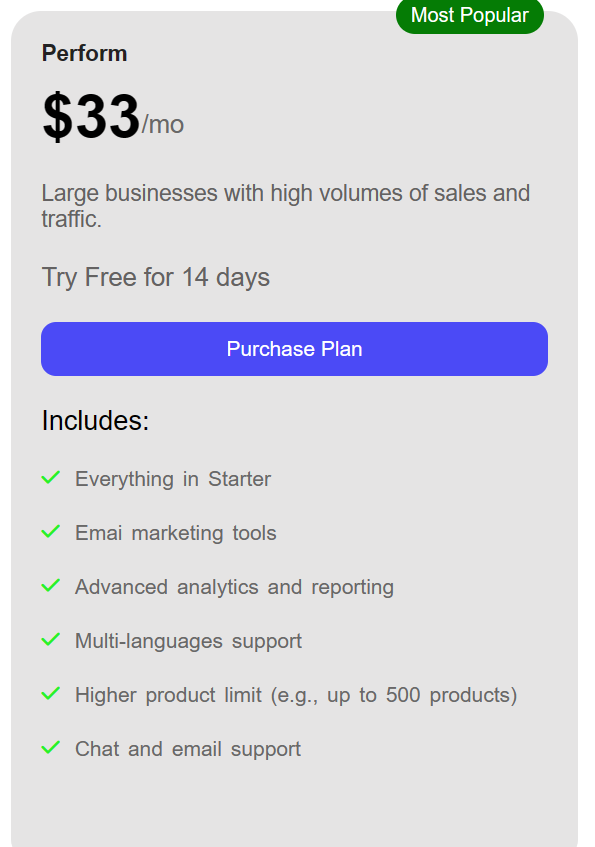 Most Popular
Perform
$33/mo
Large businesses with high volumes of sales and
traffic.
Try Free for 14 days
Purchase Plan
Includes:
Everything in Starter
Emai marketing tools
Advanced analytics and reporting
Multi-languages support
Higher product limit (e.g., up to 500 products)
Chat and email support